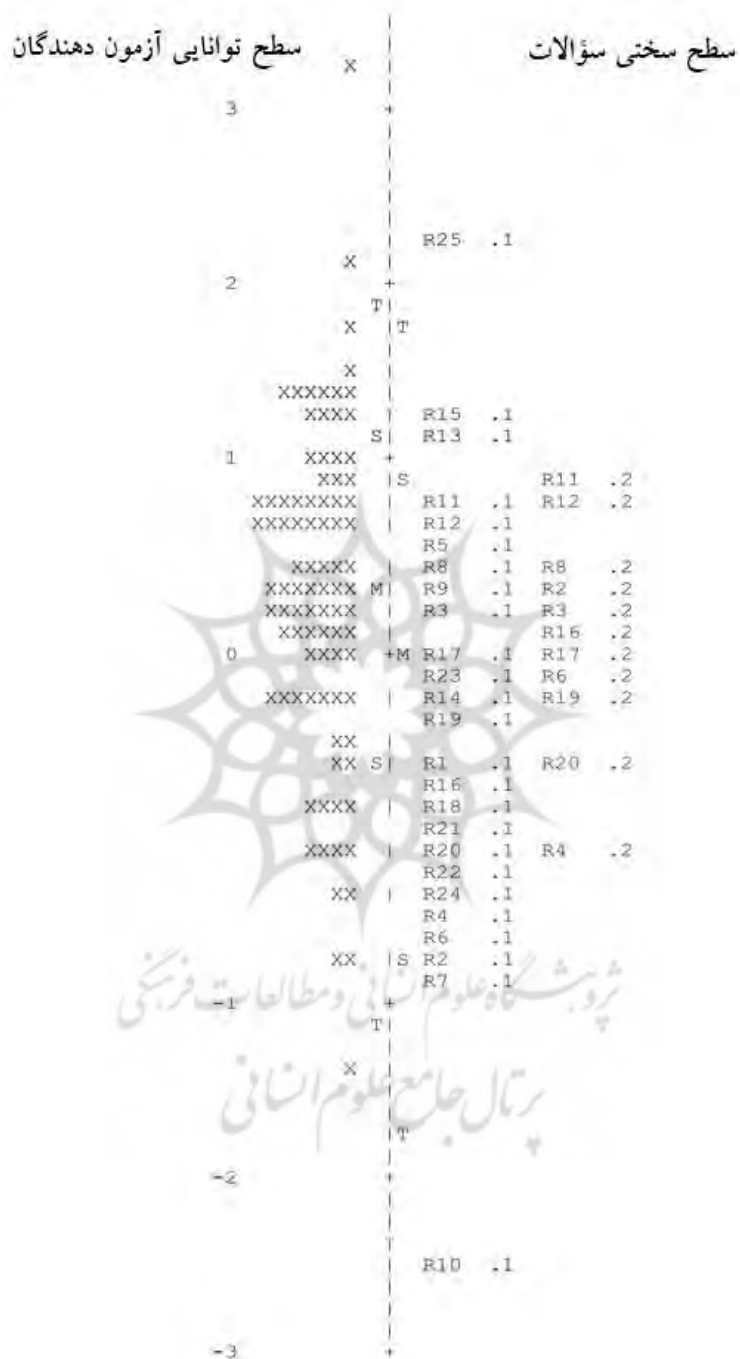 سطح توانایی آزمون دهندگان سطح سختی سؤالات
X |
3 +
R25 .1
X |
2 +
T|
X |T
X |
XXXXXX |
XXXX | R15 .1
S| R13 .1
1 XXXX +
XXX |S R11 .2
XXXXXXXX | R11 .1 R12 .2
XXXXXXXX | R12 .1
R5 .1
XXXXX | R8 .1 R8 .2
XXXXXXX M| R9 .1 R2 .2
XXXXXXX | R3 .1 R3 .2
XXXXXX | R16 .2
0 XXXX +M R17 .1 R17 .2
R23 .1 R6 .2
XXXXXXX | R14 .1 R19 .2
R19 .1
XX
XX S| R1 .1 R20 .2
R16 .1
XXXX | R18 .1
R21 .1
XXXX | R20 .1 R4 .2
R22 .1
XX | R24 .1
R4 .1
R6 .1
XX |S R2 .1
R7 .1
پژوهشگاه علوم انسانی و مطالعات فرهنگی
-1 +
T|
X |
پرتال جامع علوم انسانی
|T
-2 +
R10 .1
-3 +